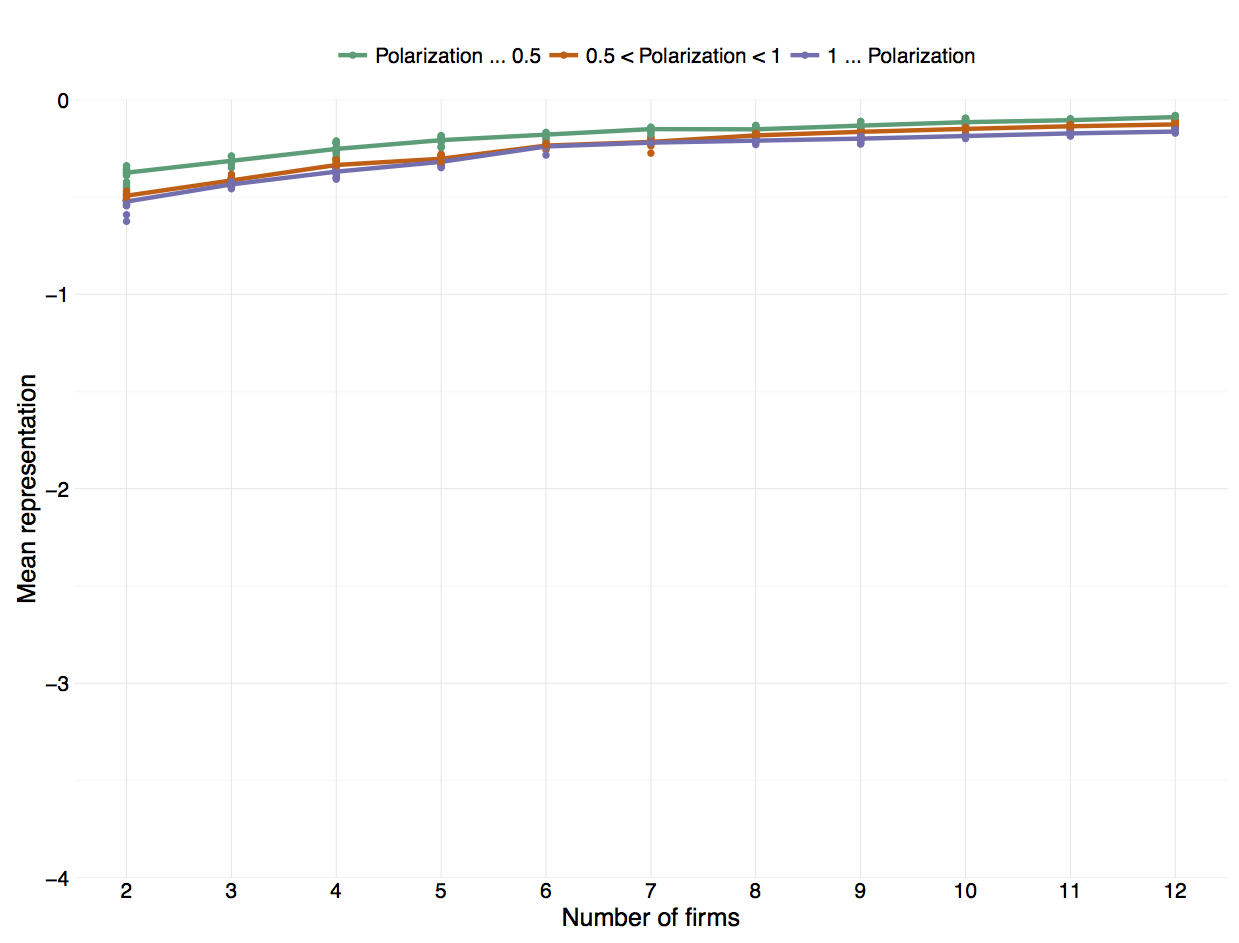 Polarization ... 0.5 0.5 < Polarization < 1 1 ... Polarization
0
−1
−2
−3
−4
Mean representation
2 3 4 5 6 7 8 9 10 11 12
Number of firms